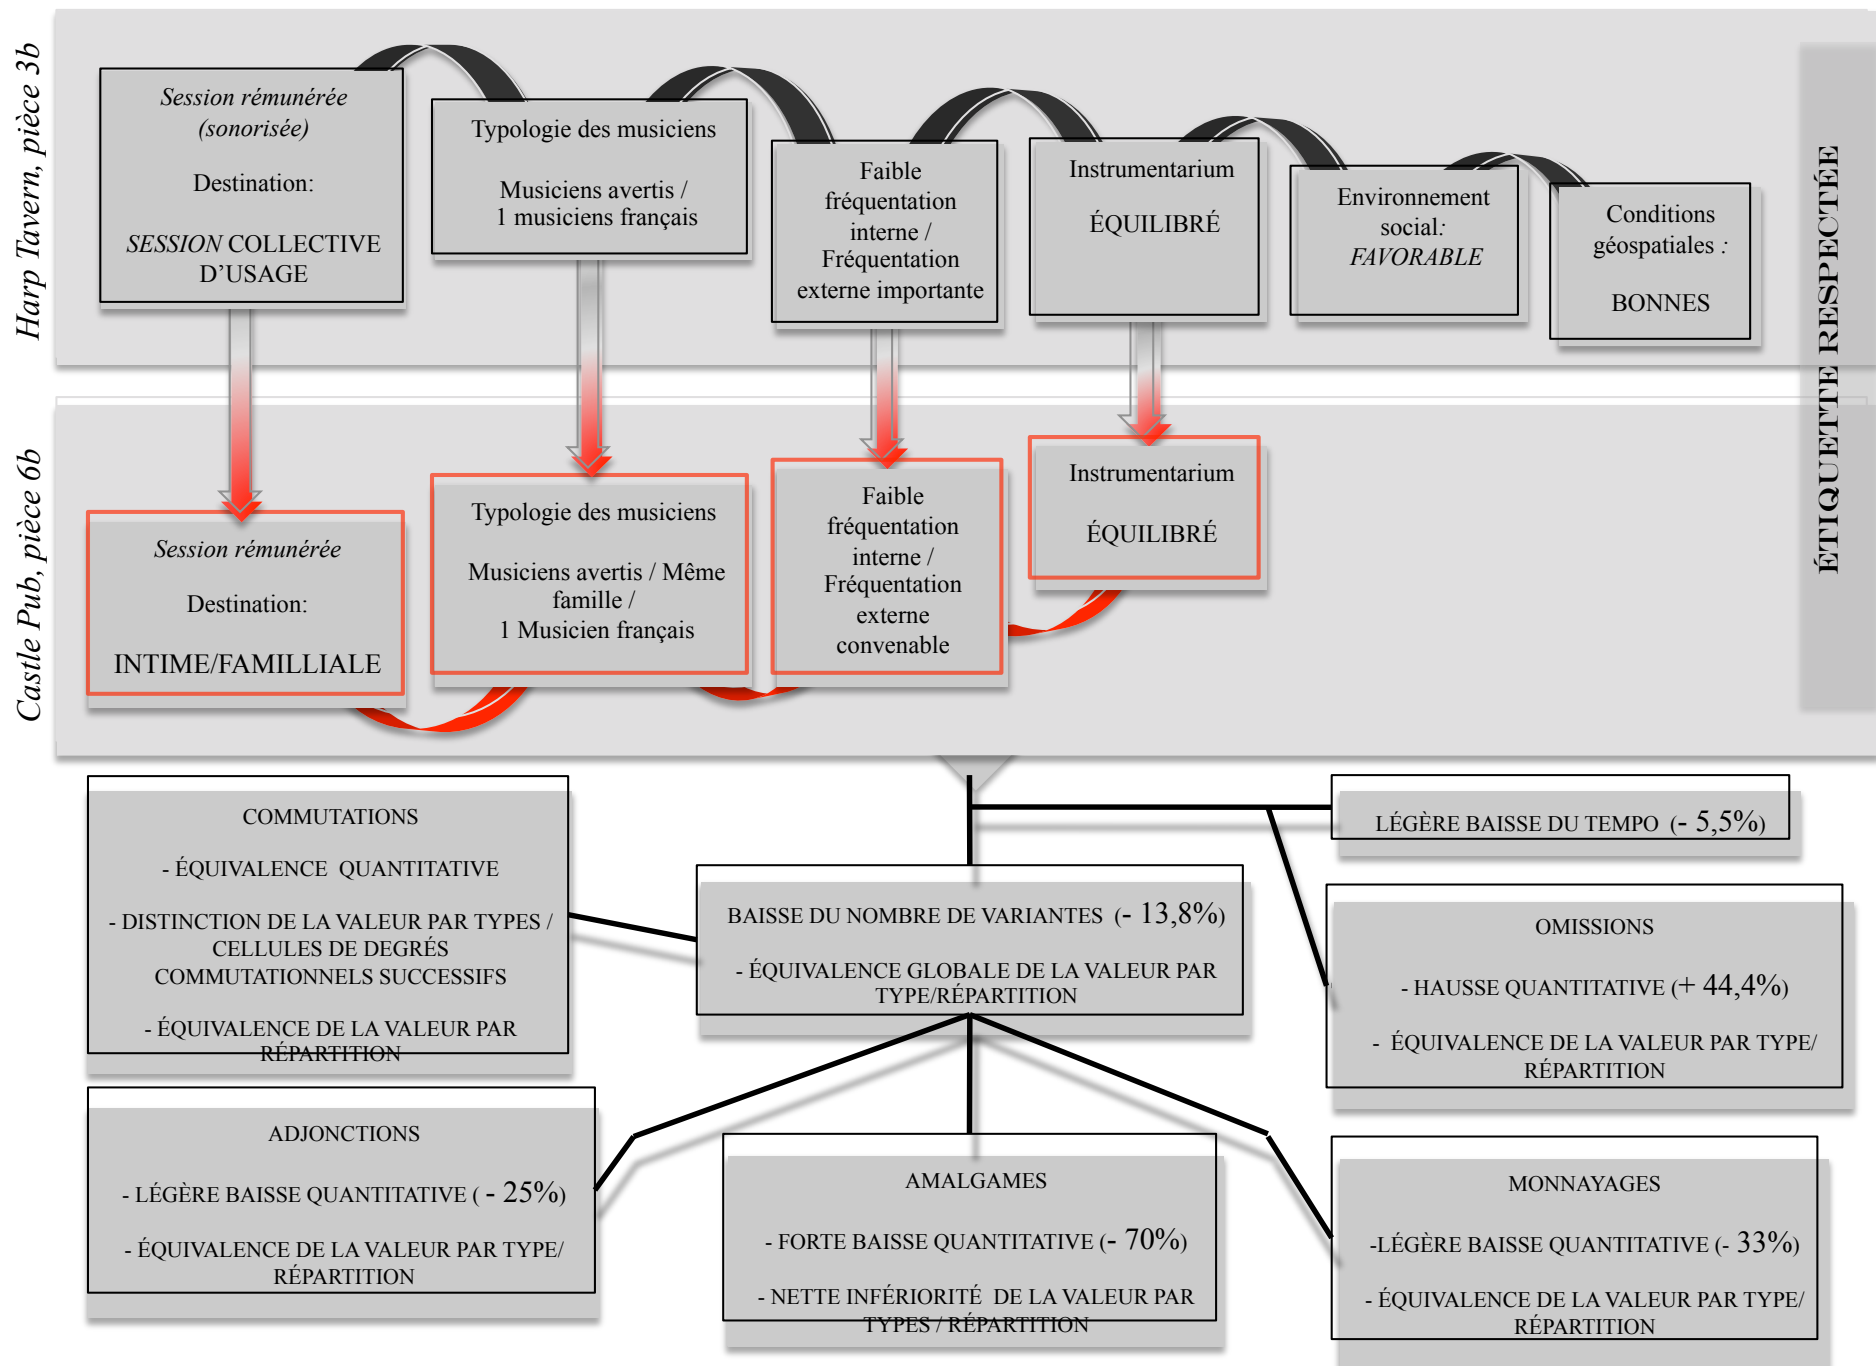 Harp Tavern, pièce 3b
Session rémunérée
(sonorisée)
Destination:
SESSION COLLECTIVE
D'USAGE
Typologie des musiciens
Musiciens avertis /
1 musiciens français
Faible
fréquentation
interne /
Fréquentation
externe importante
Instrumentarium
ÉQUILIBRÉ
Environnement
social:
FAVORABLE
Conditions
géospatiales :
BONNES
ÉTIQUETTE RESPECTÉE
Castle Pub, pièce 6b
Session rémunérée
Destination:
INTIME/FAMILLIALE
Typologie des musiciens
Musiciens avertis / Même
famille /
1 Musicien français
Faible
fréquentation
interne /
Fréquentation
externe
convenable
Instrumentarium
ÉQUILIBRÉ
COMMUTATIONS
- ÉQUIVALENCE QUANTITATIVE
- DISTINCTION DE LA VALEUR PAR TYPES /
CELLULES DE DEGRÉS
COMMUTATIONNELS SUCCESSIFS
- ÉQUIVALENCE DE LA VALEUR PAR
RÉPARTITION
BAISSE DU NOMBRE DE VARIANTES (- 13,8%)
- ÉQUIVALENCE GLOBALE DE LA VALEUR PAR
TYPE/RÉPARTITION
LÉGÈRE BAISSE DU TEMPO (- 5,5%)
OMISSIONS
- HAUSSE QUANTITATIVE (+ 44,4%)
- ÉQUIVALENCE DE LA VALEUR PAR TYPE/
RÉPARTITION
ADJONCTIONS
- LÉGÈRE BAISSE QUANTITATIVE ( - 25%)
- ÉQUIVALENCE DE LA VALEUR PAR TYPE/
RÉPARTITION
AMALGAMES
- FORTE BAISSE QUANTITATIVE (- 70%)
- NETTE INFÉRIORITÉ DE LA VALEUR PAR
TYPES / RÉPARTITION
MONNAYAGES
-LÉGÈRE BAISSE QUANTITATIVE (- 33%)
- ÉQUIVALENCE DE LA VALEUR PAR TYPE/
RÉPARTITION